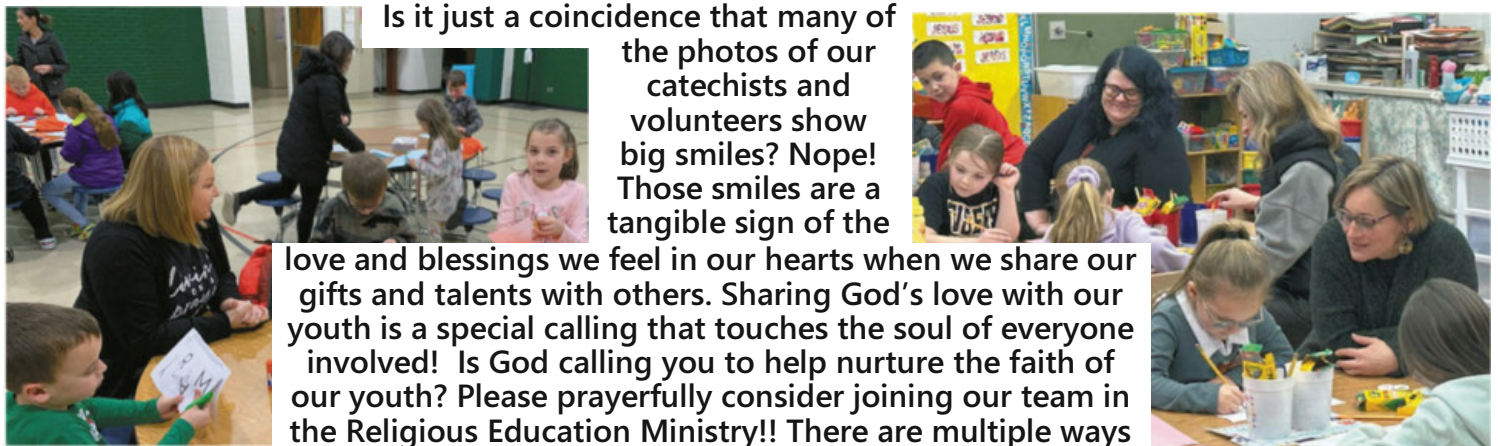 Is it just a coincidence that many of
the photos of our
catechists and
volunteers show
big smiles? Nope!
Those smiles are a
tangible sign of the
love and blessings we feel in our hearts when we share our
gifts and talents with others. Sharing God’s love with our
youth is a special calling that touches the soul of everyone
involved!  Is God calling you to help nurture the faith of
our youth? Please prayerfully consider joining our team in
the Religious Education Ministry!! There are multiple ways
JESUS